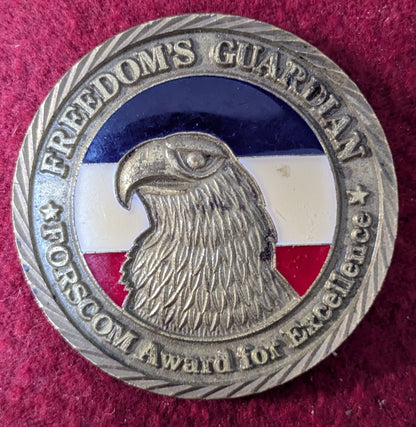 FREEDOM'S GUARDIAN
FORSCOM Award for Excellence